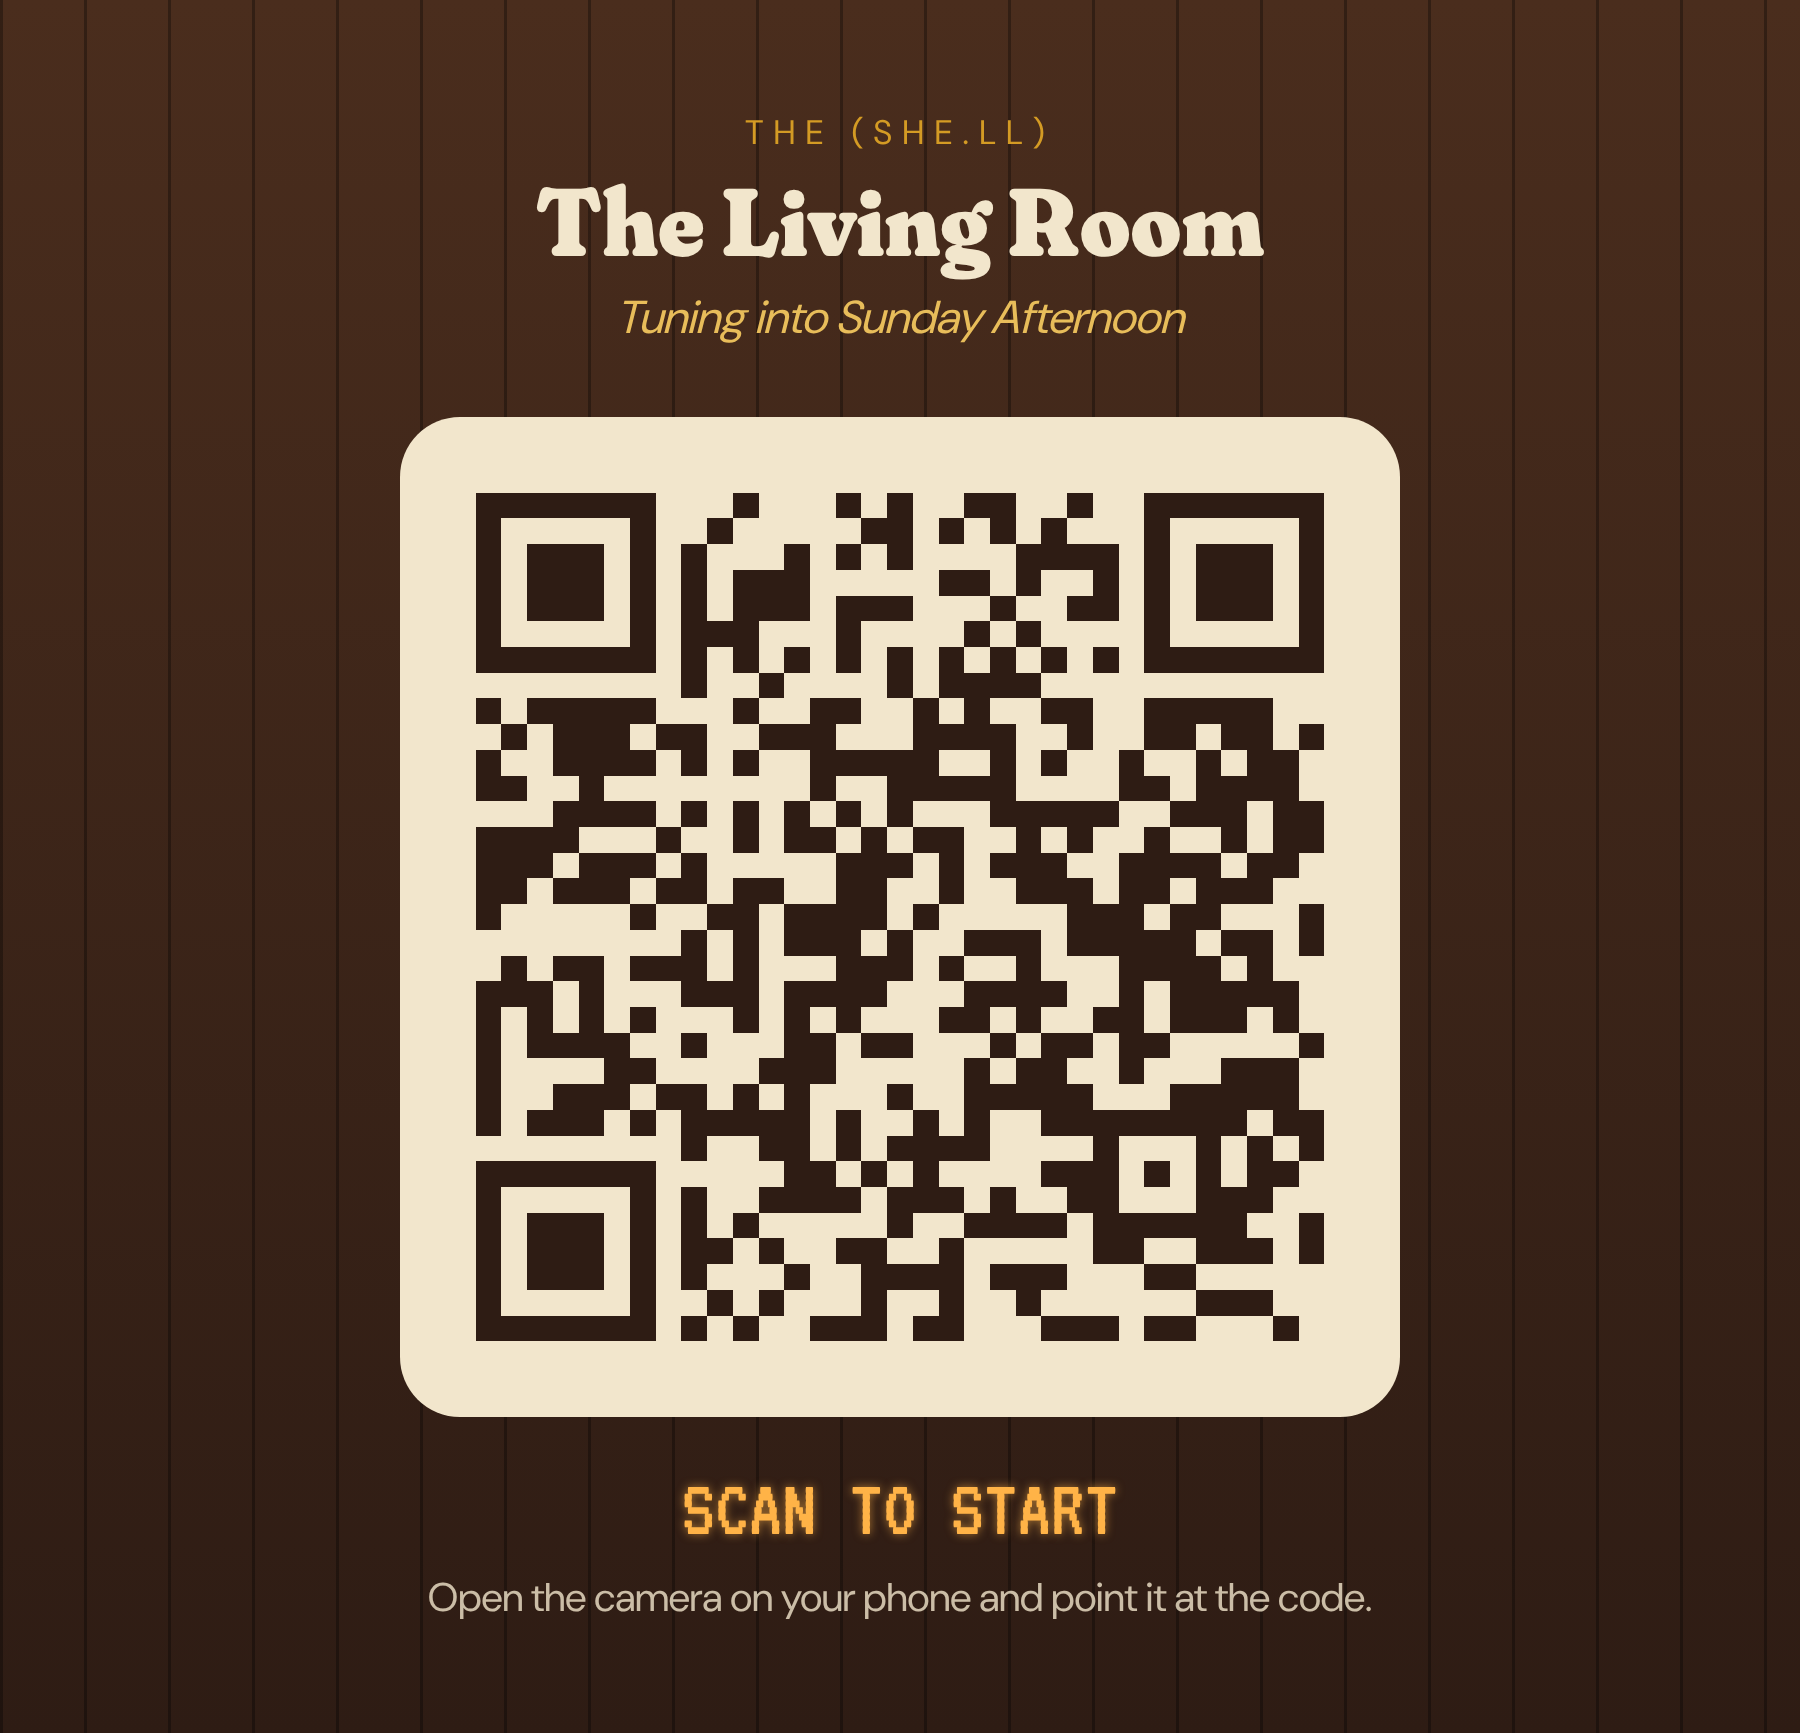 THE (SHE.LL)
The Living Room
Tuning into Sunday Afternoon
SCAN TO START
Open the camera on your phone and point it at the code.